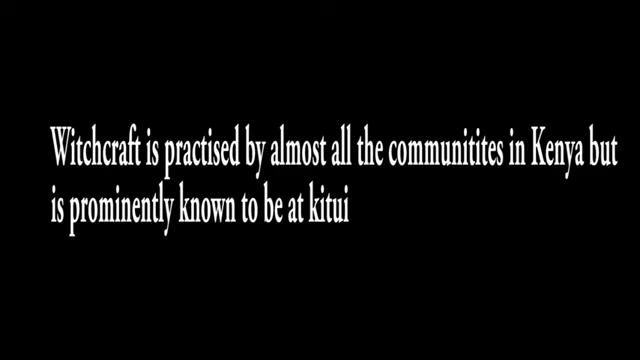 Witchcraft is practised by almost all the communitites in Kenya but
is prominently known to be at kitui